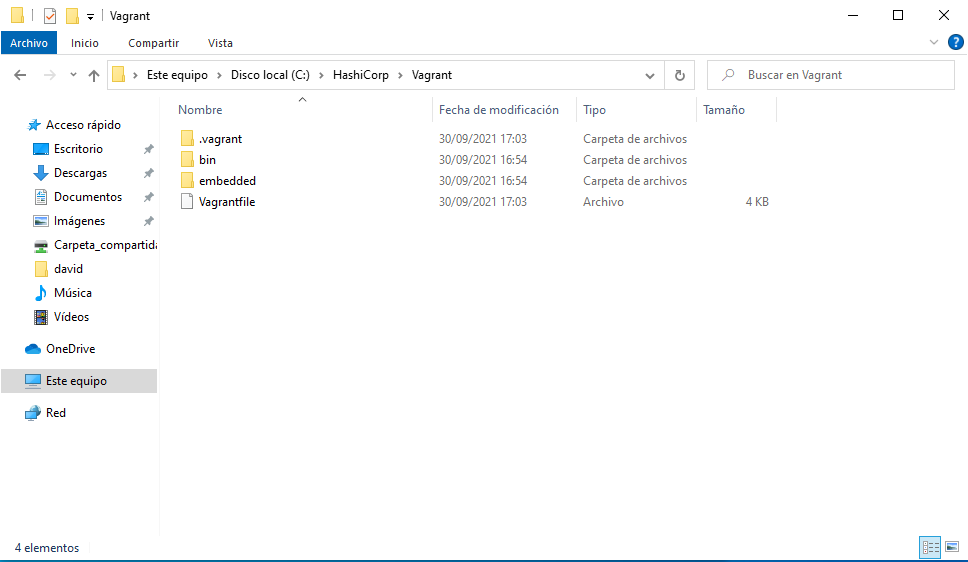 Vagrant
Archivo Inicio Compartir Vista
Este equipo Disco local (C:) HashiCorp Vagrant
Buscar en Vagrant
Nombre Fecha de modificación Tipo Tamaño
.vagrant 30/09/2021 17:03 Carpeta de archivos
bin 30/09/2021 16:54 Carpeta de archivos
embedded 30/09/2021 16:54 Carpeta de archivos
Vagrantfile 30/09/2021 17:03 Archivo 4 KB
Acceso rápido
Escritorio
Descargas
Documentos
Imágenes
Carpeta_compartida
david
Música
Vídeos
OneDrive
Este equipo
Red
4 elementos